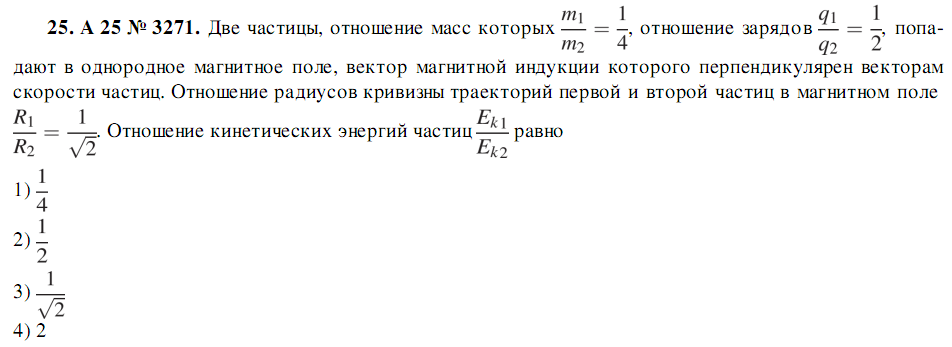 25. А 25 № 3271. Две частицы, отношение масс которых m₁/m₂ = 1/4, отношение зарядов q₁/q₂ = 1/2, попа-
дают в однородное магнитное поле, вектор магнитной индукции которого перпендикулярен векторам
скорости частиц. Отношение радиусов кривизны траекторий первой и второй частиц в магнитном поле
R₁/R₂ = 1/√2. Отношение кинетических энергий частиц Eₖ₁/Eₖ₂ равно
1) 1/4
2) 1/2
3) 1/√2
4) 2